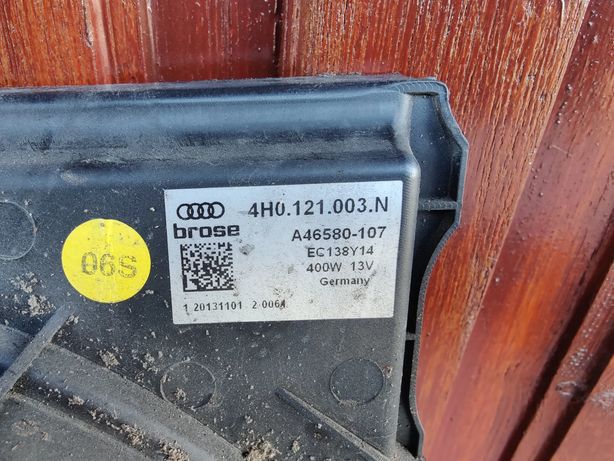 4H0.121.003.N
brose
A46580-107
EC138Y14
400W 13V
Germany
1 20131101 2 0064
06S